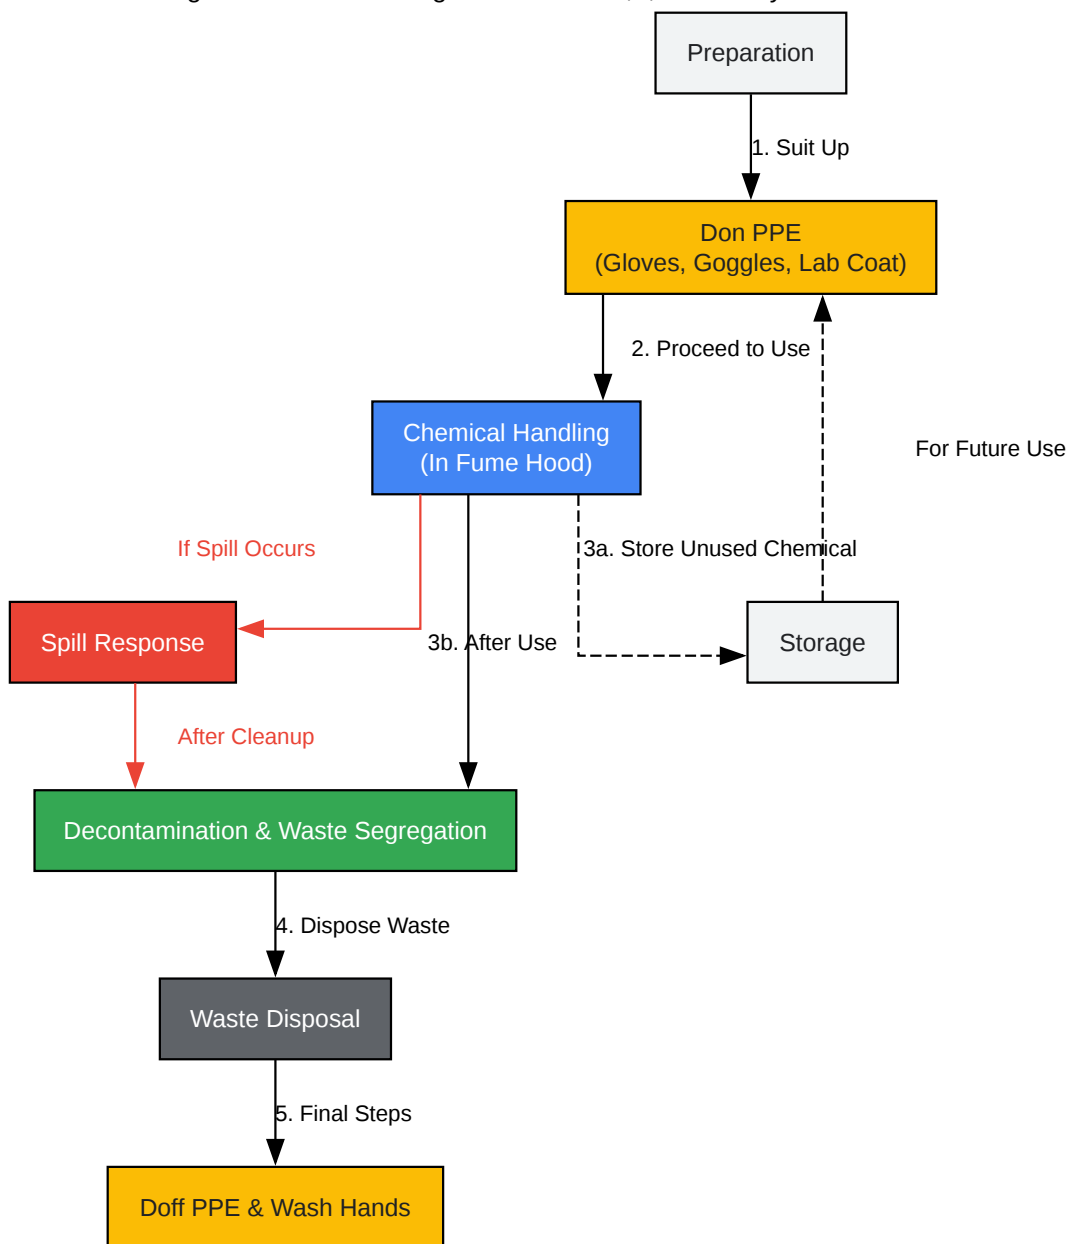 Preparation
1. Suit Up
Don PPE
(Gloves, Goggles, Lab Coat)
2. Proceed to Use
Chemical Handling
(In Fume Hood)
For Future Use
If Spill Occurs
3a. Store Unused Chemical
Spill Response
3b. After Use
Storage
After Cleanup
Decontamination & Waste Segregation
4. Dispose Waste
Waste Disposal
5. Final Steps
Doff PPE & Wash Hands